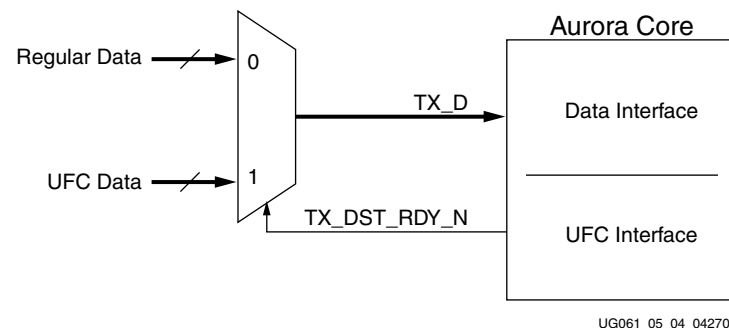 Aurora Core
Regular Data
0
TX_D
Data Interface
UFC Data
1
TX_DST_RDY_N
UFC Interface
UG061_05_04_04270